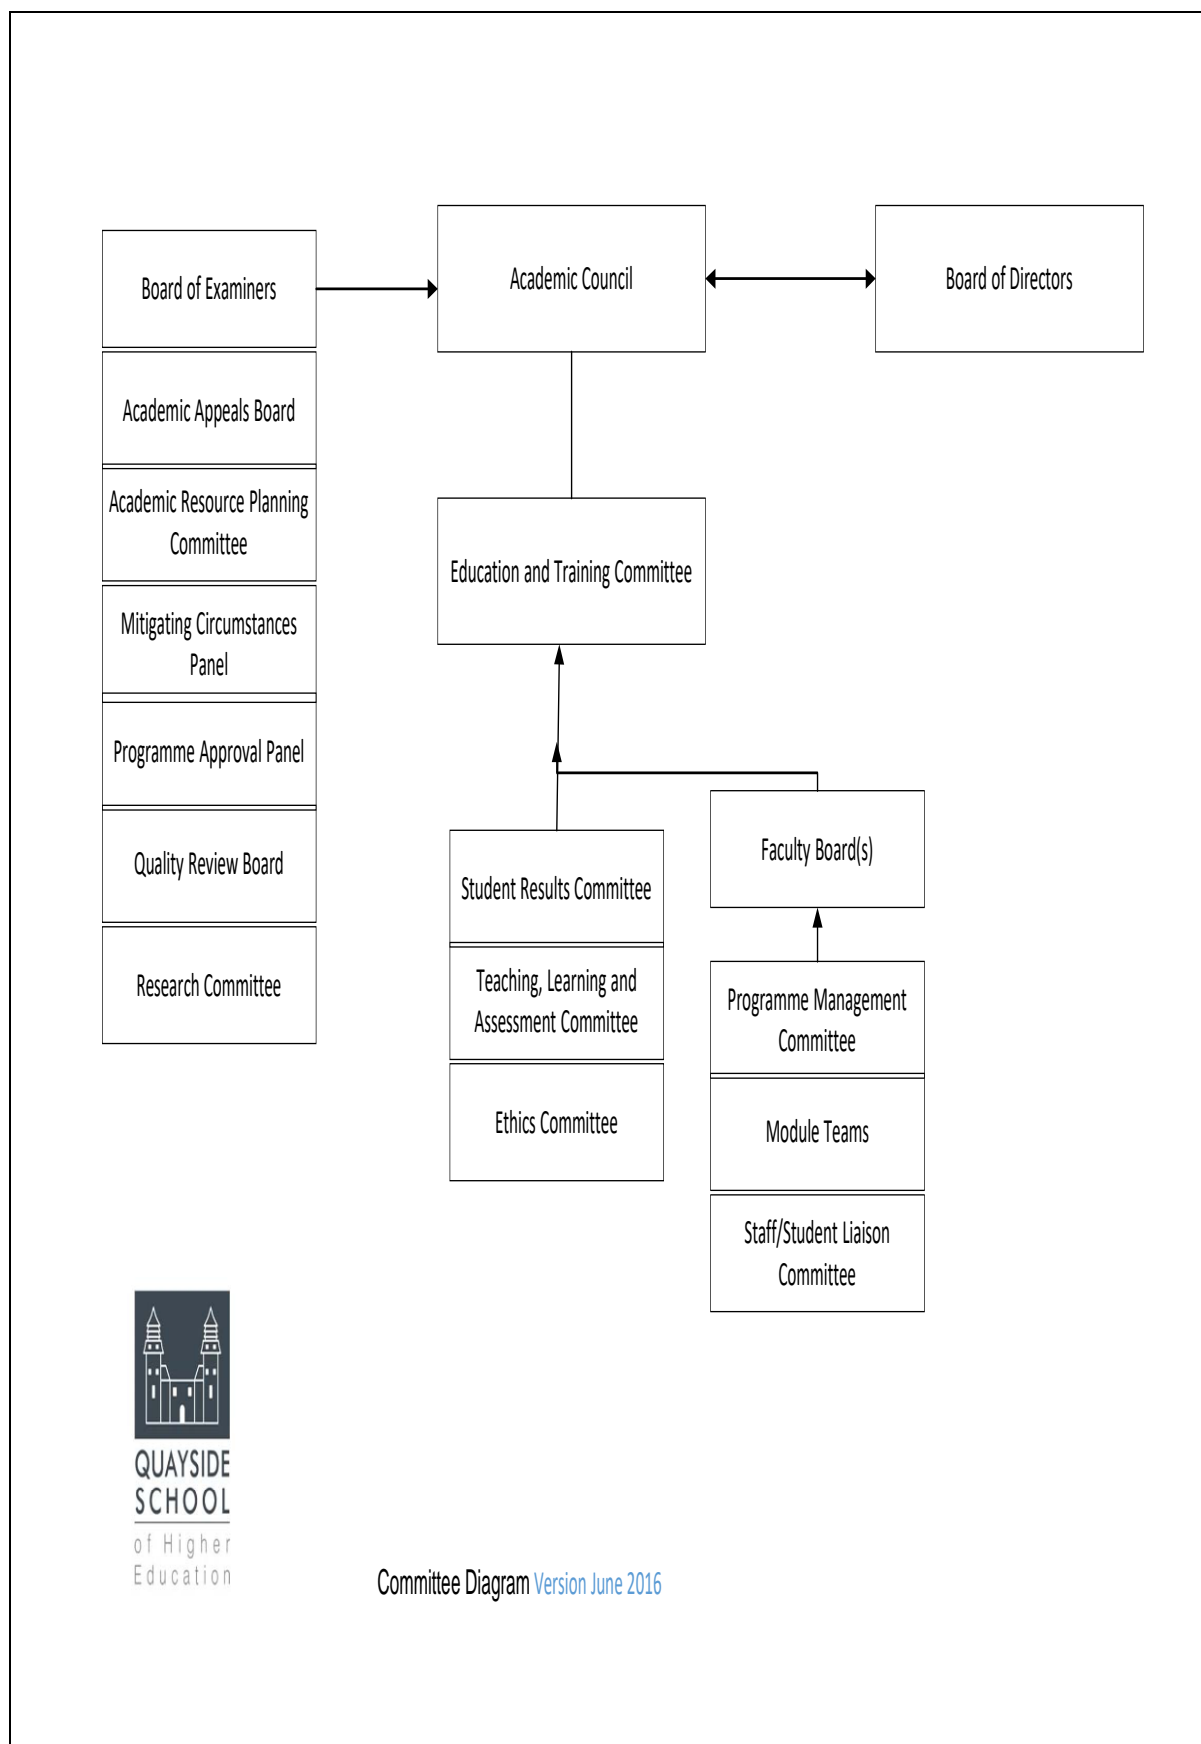 Board of Examiners
Academic Council
Board of Directors
Academic Appeals Board
Academic Resource Planning
Committee
Mitigating Circumstances
Panel
Programme Approval Panel
Quality Review Board
Research Committee
Education and Training Committee
Student Results Committee
Teaching, Learning and
Assessment Committee
Ethics Committee
Faculty Board(s)
Programme Management
Committee
Module Teams
Staff/Student Liaison
Committee
QUAYSIDE
SCHOOL
of Higher
Education
Committee Diagram Version June 2016